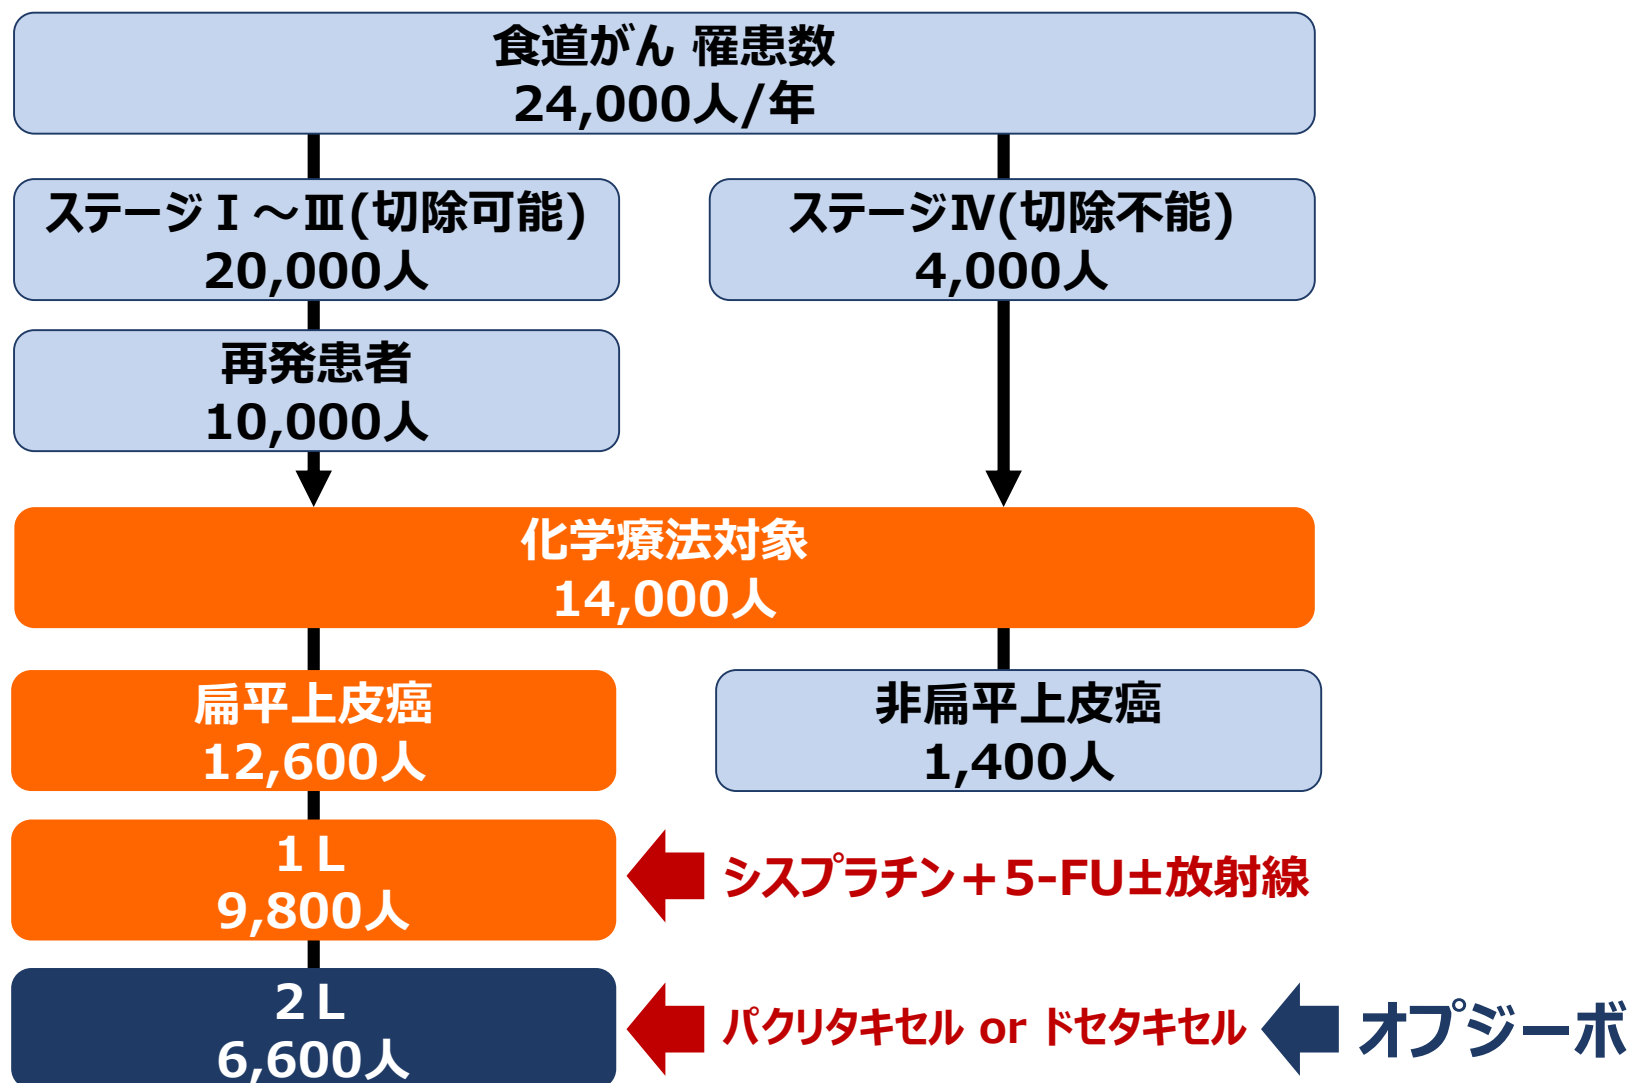 食道がん 罹患数
24,000人/年
ステージⅠ～Ⅲ(切除可能)
20,000人
ステージⅣ(切除不能)
4,000人
再発患者
10,000人
化学療法対象
14,000人
扁平上皮癌
12,600人
非扁平上皮癌
1,400人
１L
9,800人
シスプラチン＋5-FU±放射線
２L
6,600人
パクリタキセル or ドセタキセル
オプジーボ